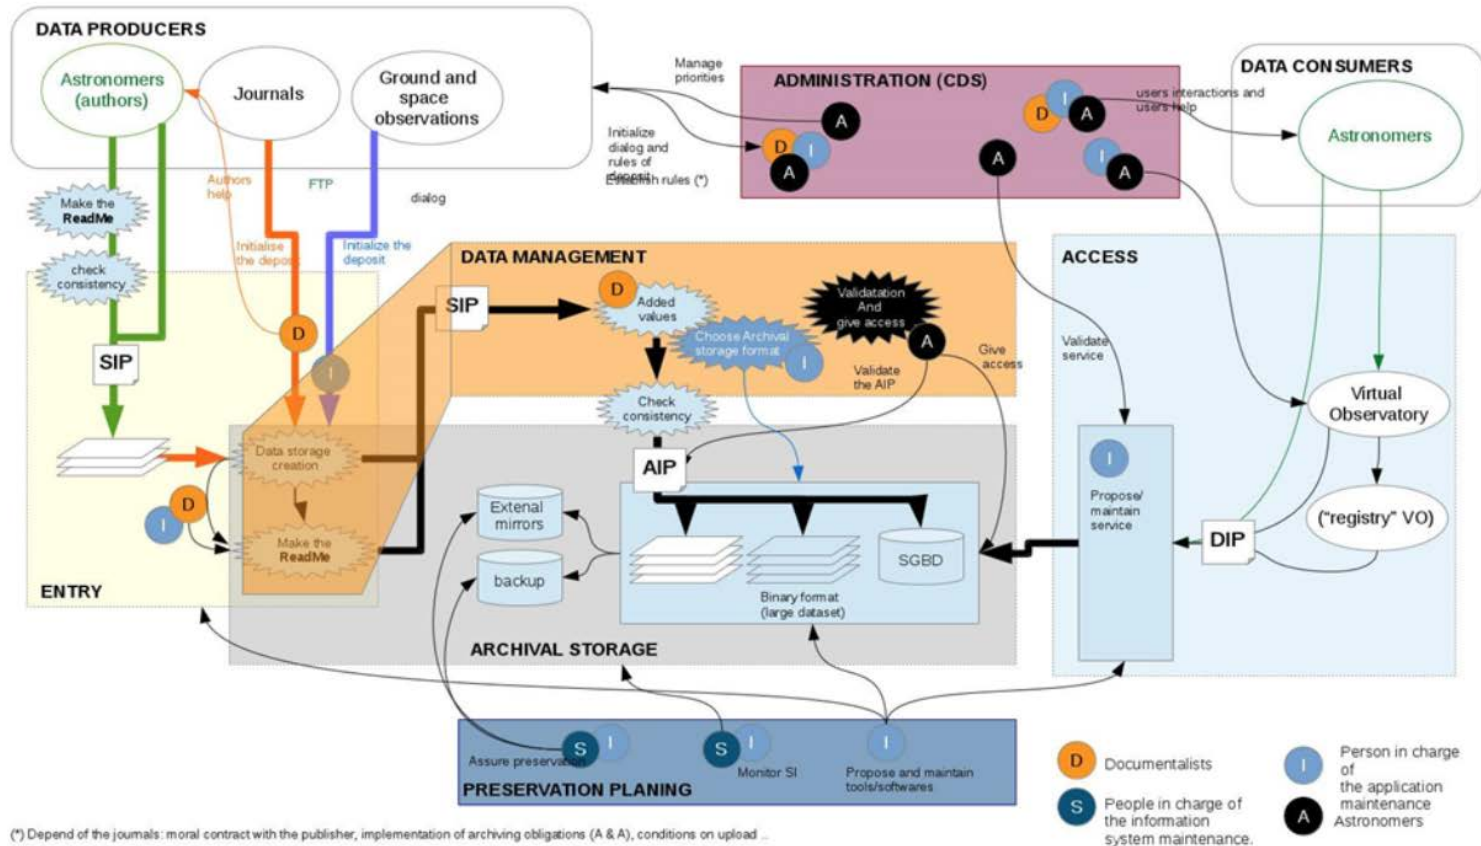 DATA PRODUCERS
Astronomers
(authors)
Journals
Ground and
space
observations
Manage
priorities
Initialize
dialog and
rules of
deposit
Establish rules (*)
ADMINISTRATION (CDS)
A
D
I
A
D
I
A
A
I
A
users interactions and
users help
DATA CONSUMERS
Astronomers
Make the
ReadMe
check
consistency
SIP
Authors
help
FTP
dialog
Initialise
the deposit
Initialize the
deposit
D
I
DATA MANAGEMENT
SIP
D
Added
values
Choose Archival
storage format
I
Validatation
And
give access
A
Validate
the AIP
Give
access
Check
consistency
AIP
Data storage
creation
Make the
ReadMe
D
I
ENTRY
Extenal
mirrors
backup
SGBD
Binary format
(large dataset)
ARCHIVAL STORAGE
ACCESS
Validate
service
I
Propose/
maintain
service
Virtual
Observatory
("registry" VO)
DIP
S
I
Assure preservation
S
I
Monitor SI
I
Propose and maintain
tools/softwares
PRESERVATION PLANING
D
Documentalists
S
People in charge of
the information
system maintenance.
I
Person in charge
of
the application
maintenance
A
Astronomers
(*) Depend of the journals: moral contract with the publisher, implementation of archiving obligations (A & A), conditions on upload ..